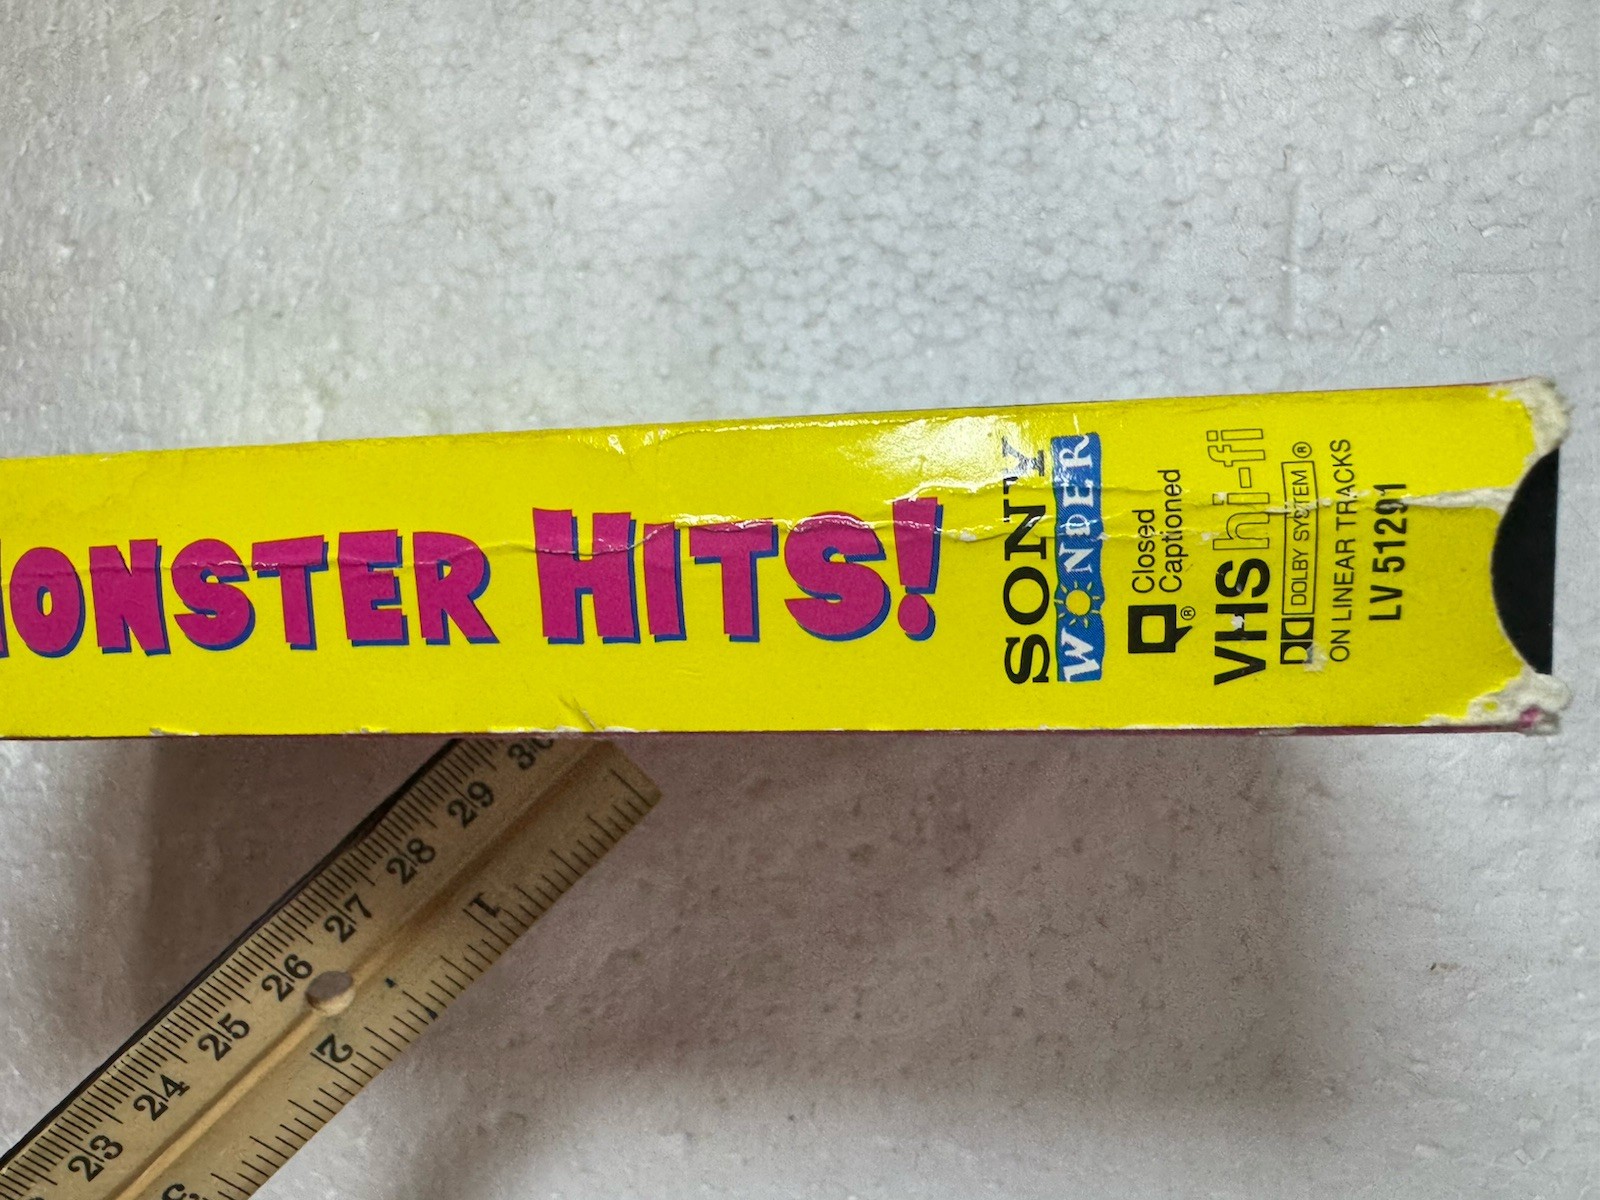 MONSTER HITS!
SONY
WONDER
Closed
Captioned
®
VHS hi-fi
DOLBY SYSTEM ®
ON LINEAR TRACKS
LV 51291
23 24 25 26 27 28 29 30
1
2